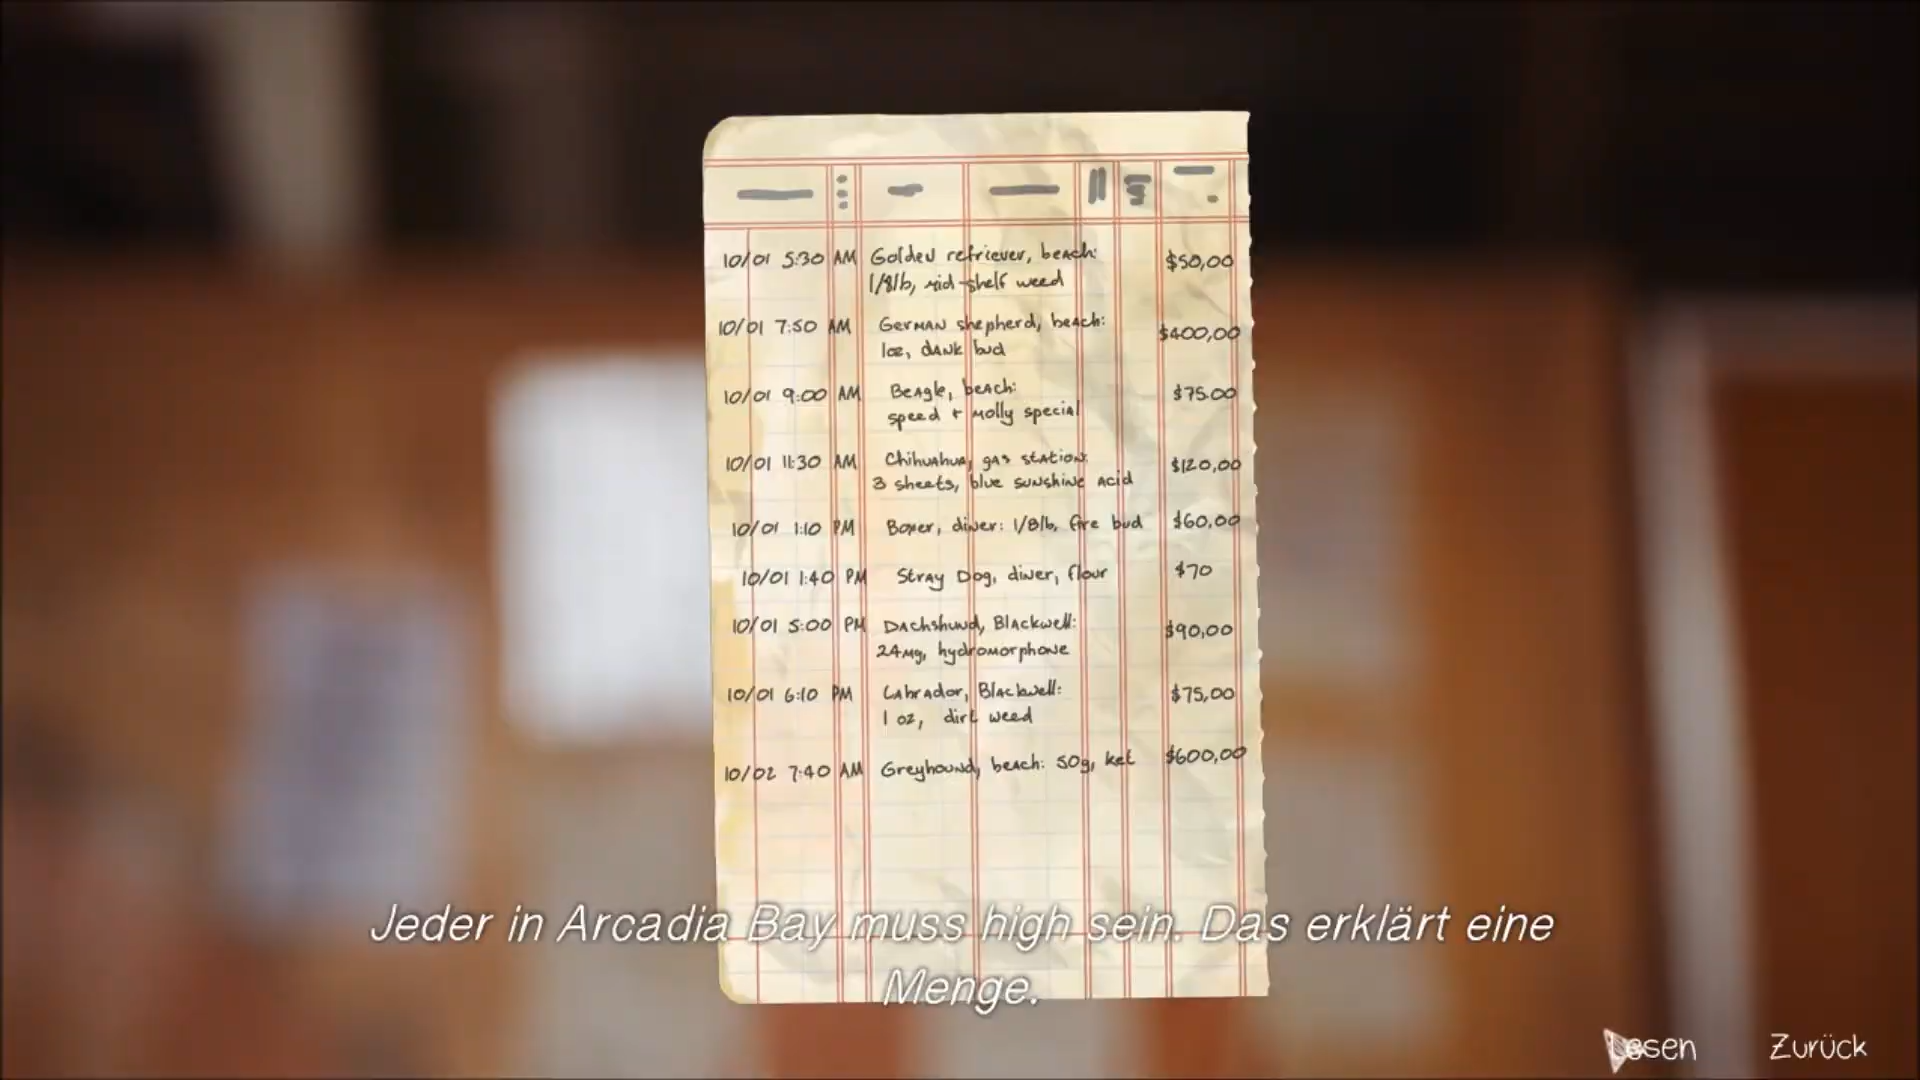 10/01 5:30 AM Golden retriever, beach: $50,00
1/8lb, mid-shelf weed
10/01 7:50 AM German shepherd, beach: $400,00
1oz, dank bud
10/01 9:00 AM Beagle, beach: $75.00
speed + molly special
10/01 11:30 AM Chihuahua, gas station: $120,00
3 sheets, blue sunshine acid
10/01 1:10 PM Boxer, diner: 1/8lb, fire bud $60,00
10/01 1:40 PM Stray Dog, diner, flour $70
10/01 5:00 PM Dachshund, Blackwell: $90,00
24mg, hydromorphone
10/01 6:10 PM Labrador, Blackwell: $75,00
1 oz, dirt weed
10/02 7:40 AM Greyhound, beach: 50g, ket $600,00
Jeder in Arcadia Bay muss high sein. Das erklärt eine
Menge.
Lesen Zurück